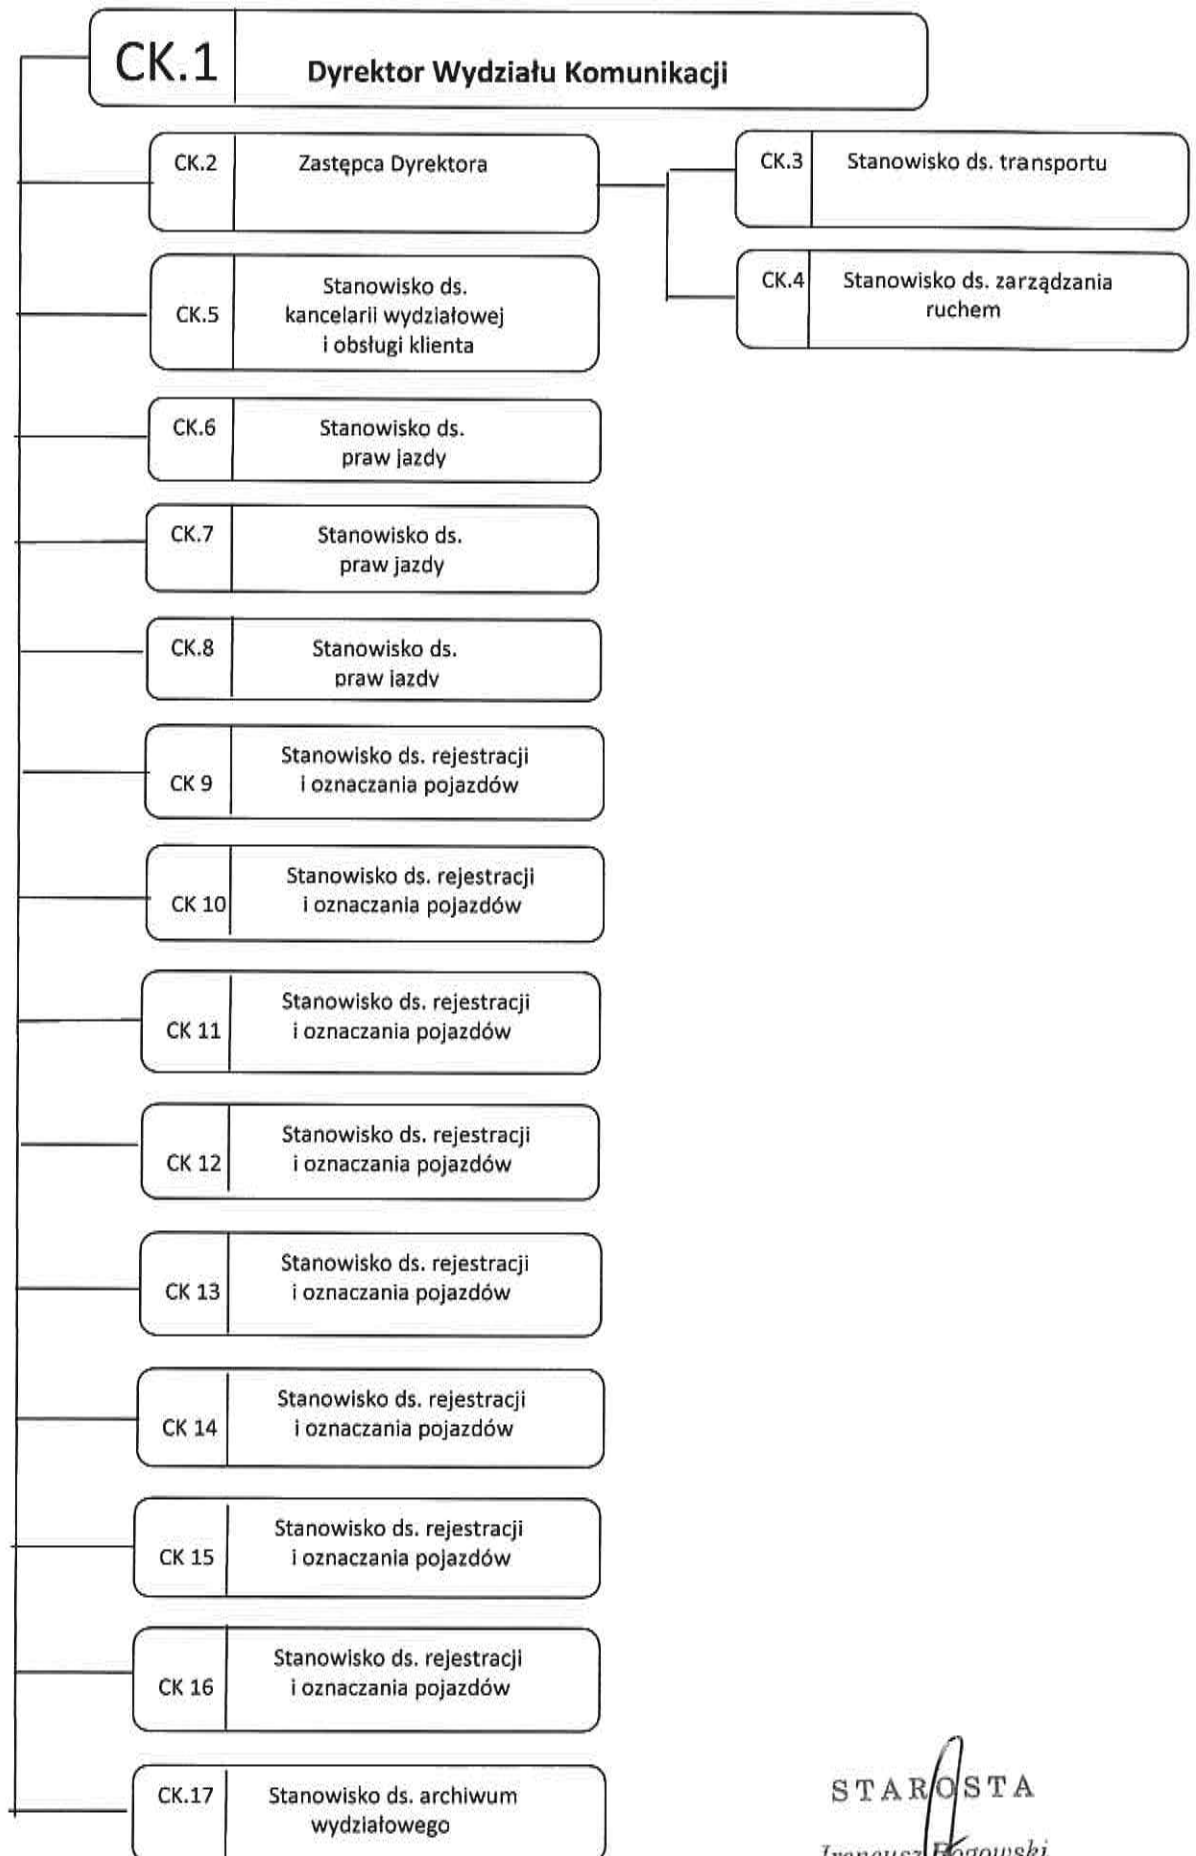 CK.1
Dyrektor Wydziału Komunikacji
CK.2
Zastępca Dyrektora
CK.3
Stanowisko ds. transportu
CK.4
Stanowisko ds. zarządzania
ruchem
CK.5
Stanowisko ds.
kancelarii wydziałowej
i obsługi klienta
CK.6
Stanowisko ds.
praw jazdy
CK.7
Stanowisko ds.
praw jazdy
CK.8
Stanowisko ds.
praw jazdy
CK 9
Stanowisko ds. rejestracji
i oznaczania pojazdów
CK 10
Stanowisko ds. rejestracji
i oznaczania pojazdów
CK 11
Stanowisko ds. rejestracji
i oznaczania pojazdów
CK 12
Stanowisko ds. rejestracji
i oznaczania pojazdów
CK 13
Stanowisko ds. rejestracji
i oznaczania pojazdów
CK 14
Stanowisko ds. rejestracji
i oznaczania pojazdów
CK 15
Stanowisko ds. rejestracji
i oznaczania pojazdów
CK 16
Stanowisko ds. rejestracji
i oznaczania pojazdów
CK.17
Stanowisko ds. archiwum
wydziałowego
STAROSTA
Ireneusz Rogowski